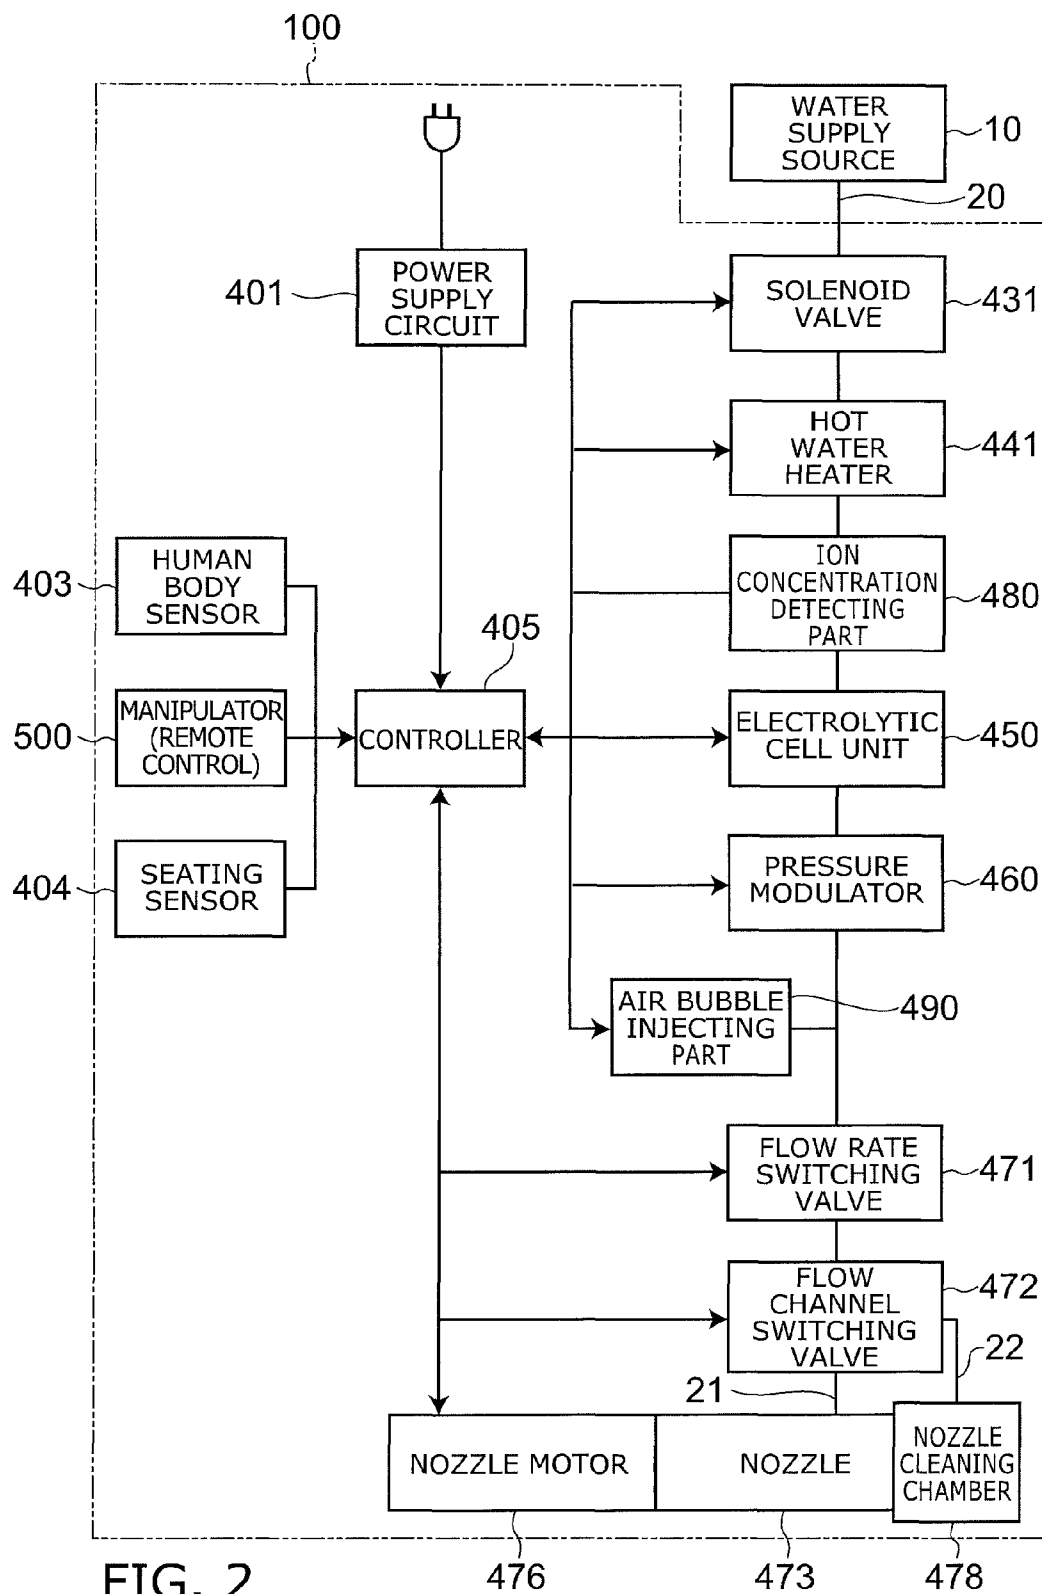 100
WATER
SUPPLY
SOURCE
10
20
POWER
SUPPLY
CIRCUIT
401
SOLENOID
VALVE
431
HOT
WATER
HEATER
441
HUMAN
BODY
SENSOR
403
ION
CONCENTRATION
DETECTING
PART
480
405
MANIPULATOR
(REMOTE
CONTROL)
500
CONTROLLER
ELECTROLYTIC
CELL UNIT
450
SEATING
SENSOR
404
PRESSURE
MODULATOR
460
AIR BUBBLE
INJECTING
PART
490
FLOW RATE
SWITCHING
VALVE
471
FLOW
CHANNEL
SWITCHING
VALVE
472
22
21
NOZZLE MOTOR
NOZZLE
NOZZLE
CLEANING
CHAMBER
476
473
478
FIG. 2